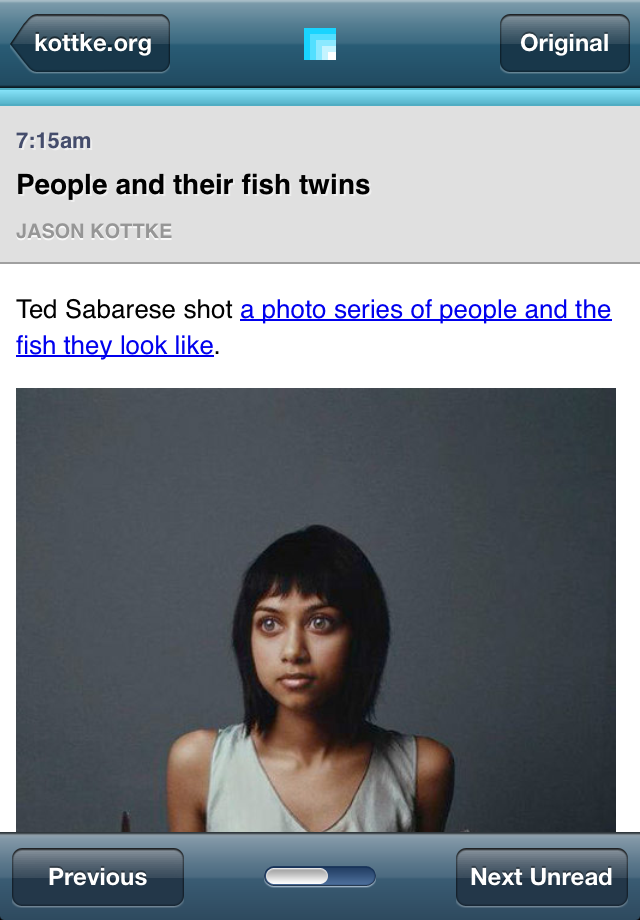 kottke.org
Original
7:15am
People and their fish twins
JASON KOTTKE
Ted Sabarese shot a photo series of people and the
fish they look like.
Previous
Next Unread